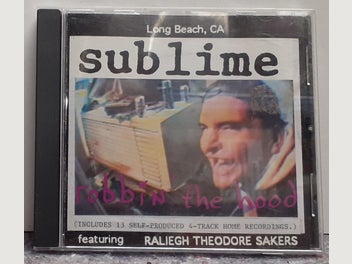 Long Beach, CA
sublime
robbin the hood
(INCLUDES 13 SELF-PRODUCED 4-TRACK HOME RECORDINGS.)
featuring RALIEGH THEODORE SAKERS